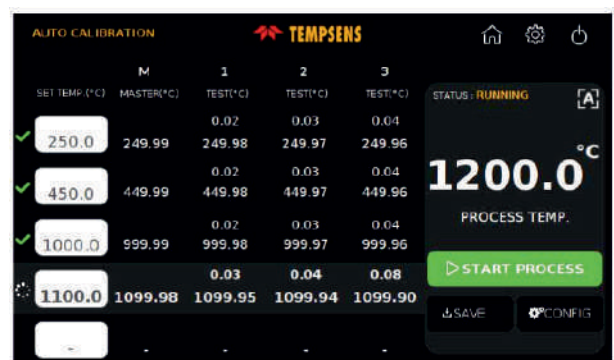 AUTO CALIBRATION
TEMPSENS
M 1 2 3
SET TEMP.(°C) MASTER(°C) TEST(°C) TEST(°C) TEST(°C)
0.02 0.03 0.04
250.0 249.99 249.98 249.97 249.96
0.02 0.03 0.04
450.0 449.99 449.98 449.97 449.96
0.02 0.03 0.04
1000.0 999.99 999.98 999.97 999.96
0.03 0.04 0.08
1100.0 1099.98 1099.95 1099.94 1099.90
- - - - -
STATUS : RUNNING [A]
1200.0 °C
PROCESS TEMP.
START PROCESS
SAVE CONFIG